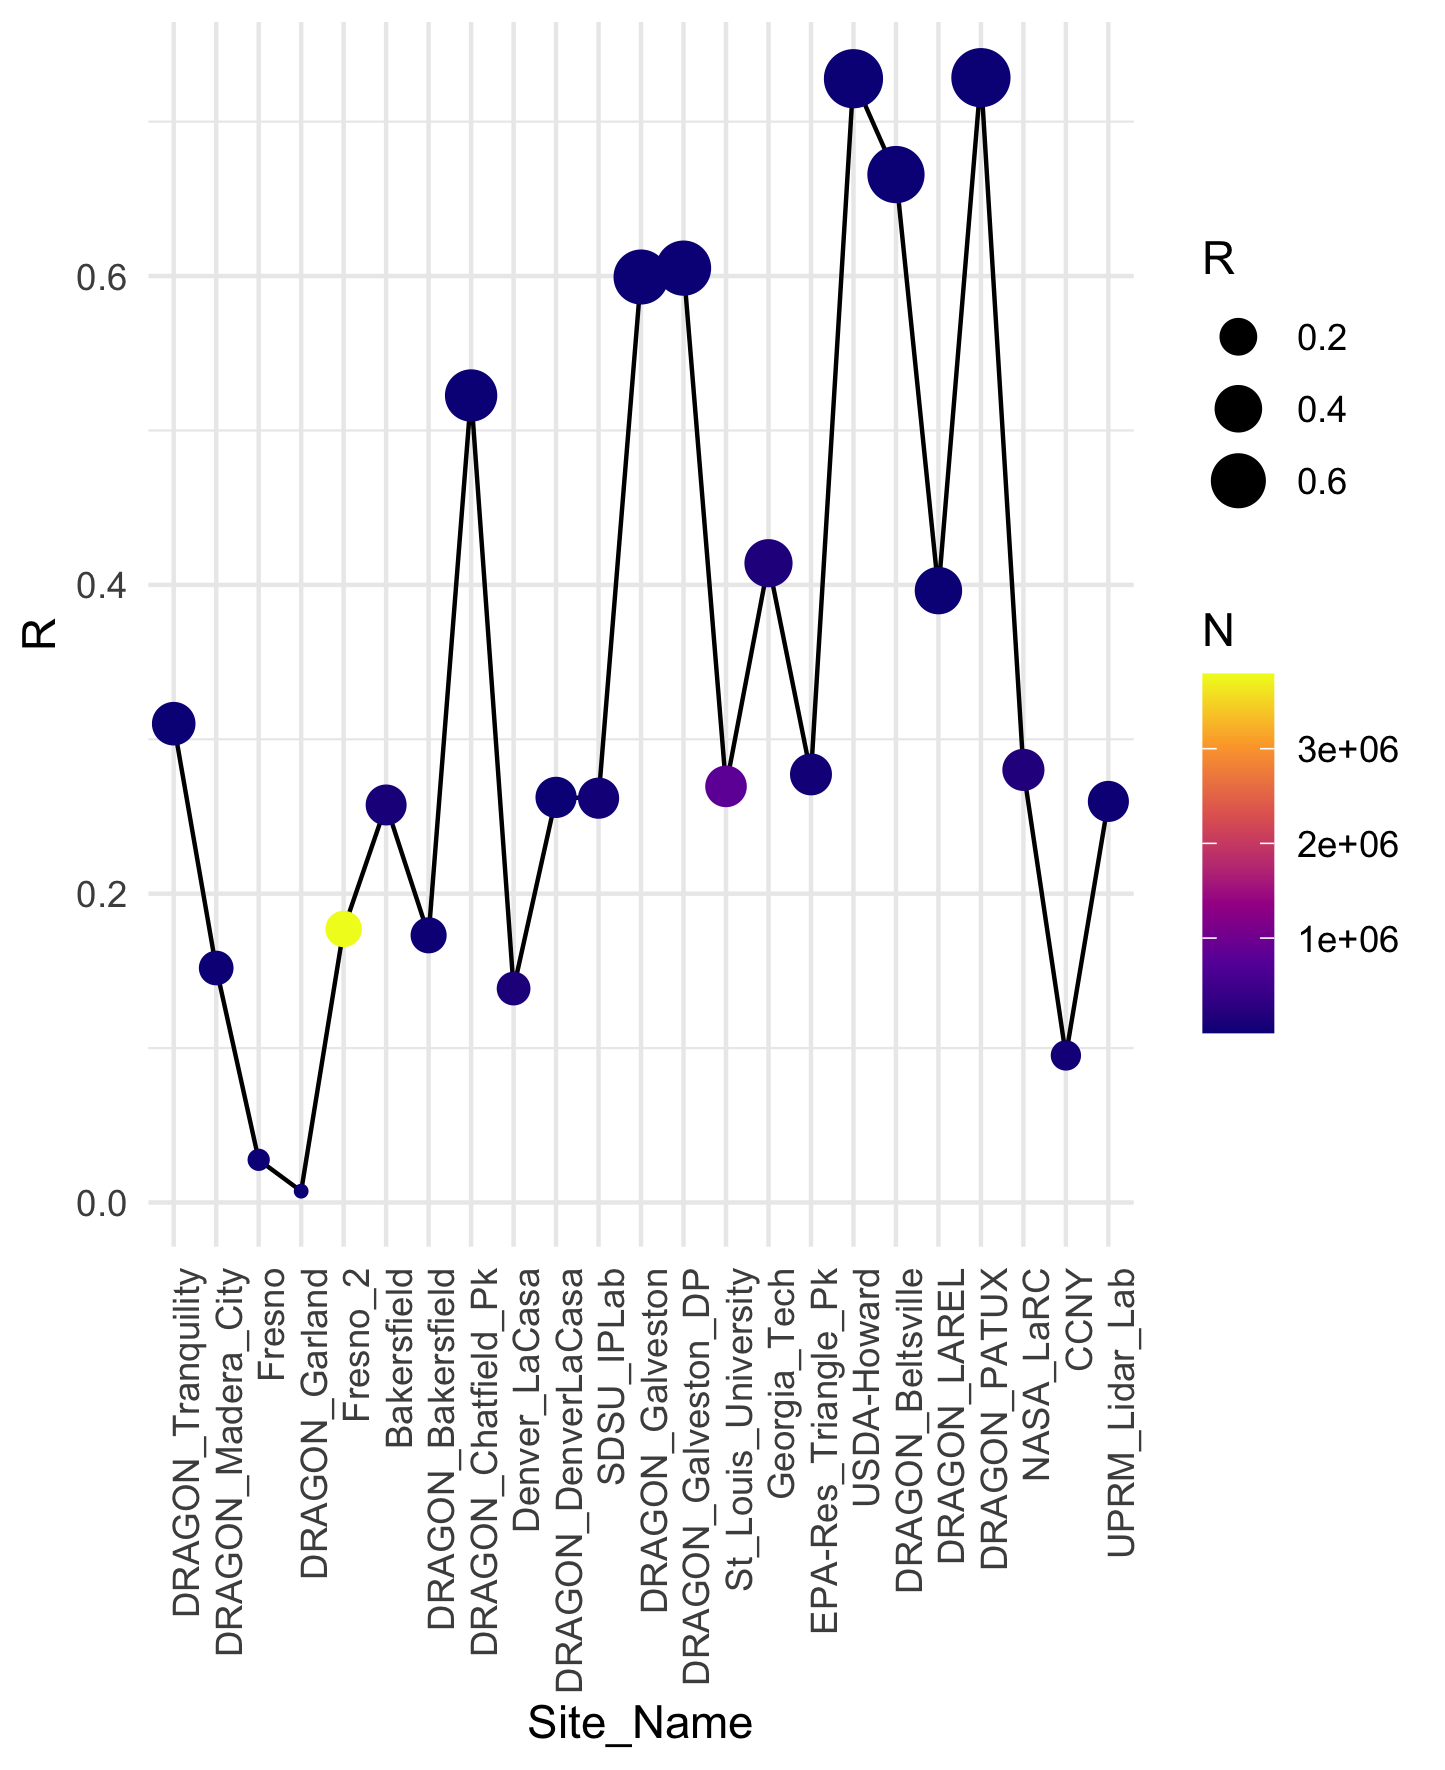 0.6
0.4
0.2
0.0
R
DRAGON_Tranquility
DRAGON_Madera_City
Fresno
DRAGON_Garland
Fresno_2
Bakersfield
DRAGON_Bakersfield
DRAGON_Chatfield_Pk
Denver_LaCasa
DRAGON_DenverLaCasa
SDSU_IPLab
DRAGON_Galveston
DRAGON_Galveston_DP
St_Louis_University
Georgia_Tech
EPA-Res_Triangle_Pk
USDA-Howard
DRAGON_Beltsville
DRAGON_LAREL
DRAGON_PATUX
NASA_LaRC
CCNY
UPRM_Lidar_Lab
Site_Name
R
0.2
0.4
0.6
N
3e+06
2e+06
1e+06